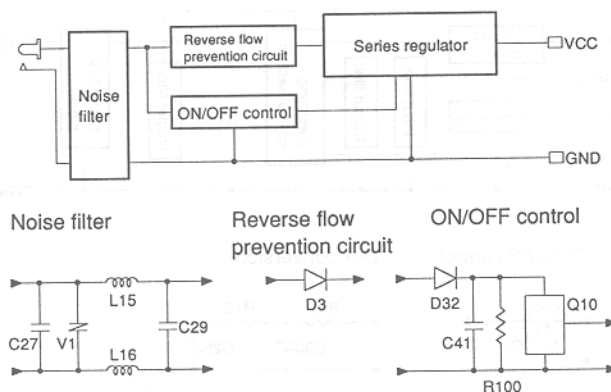 Reverse flow
prevention circuit
Series regulator
VCC
Noise
filter
ON/OFF control
GND
Noise filter
Reverse flow
prevention circuit
ON/OFF control
L15
C27
V1
C29
L16
D3
D32
C41
Q10
R100